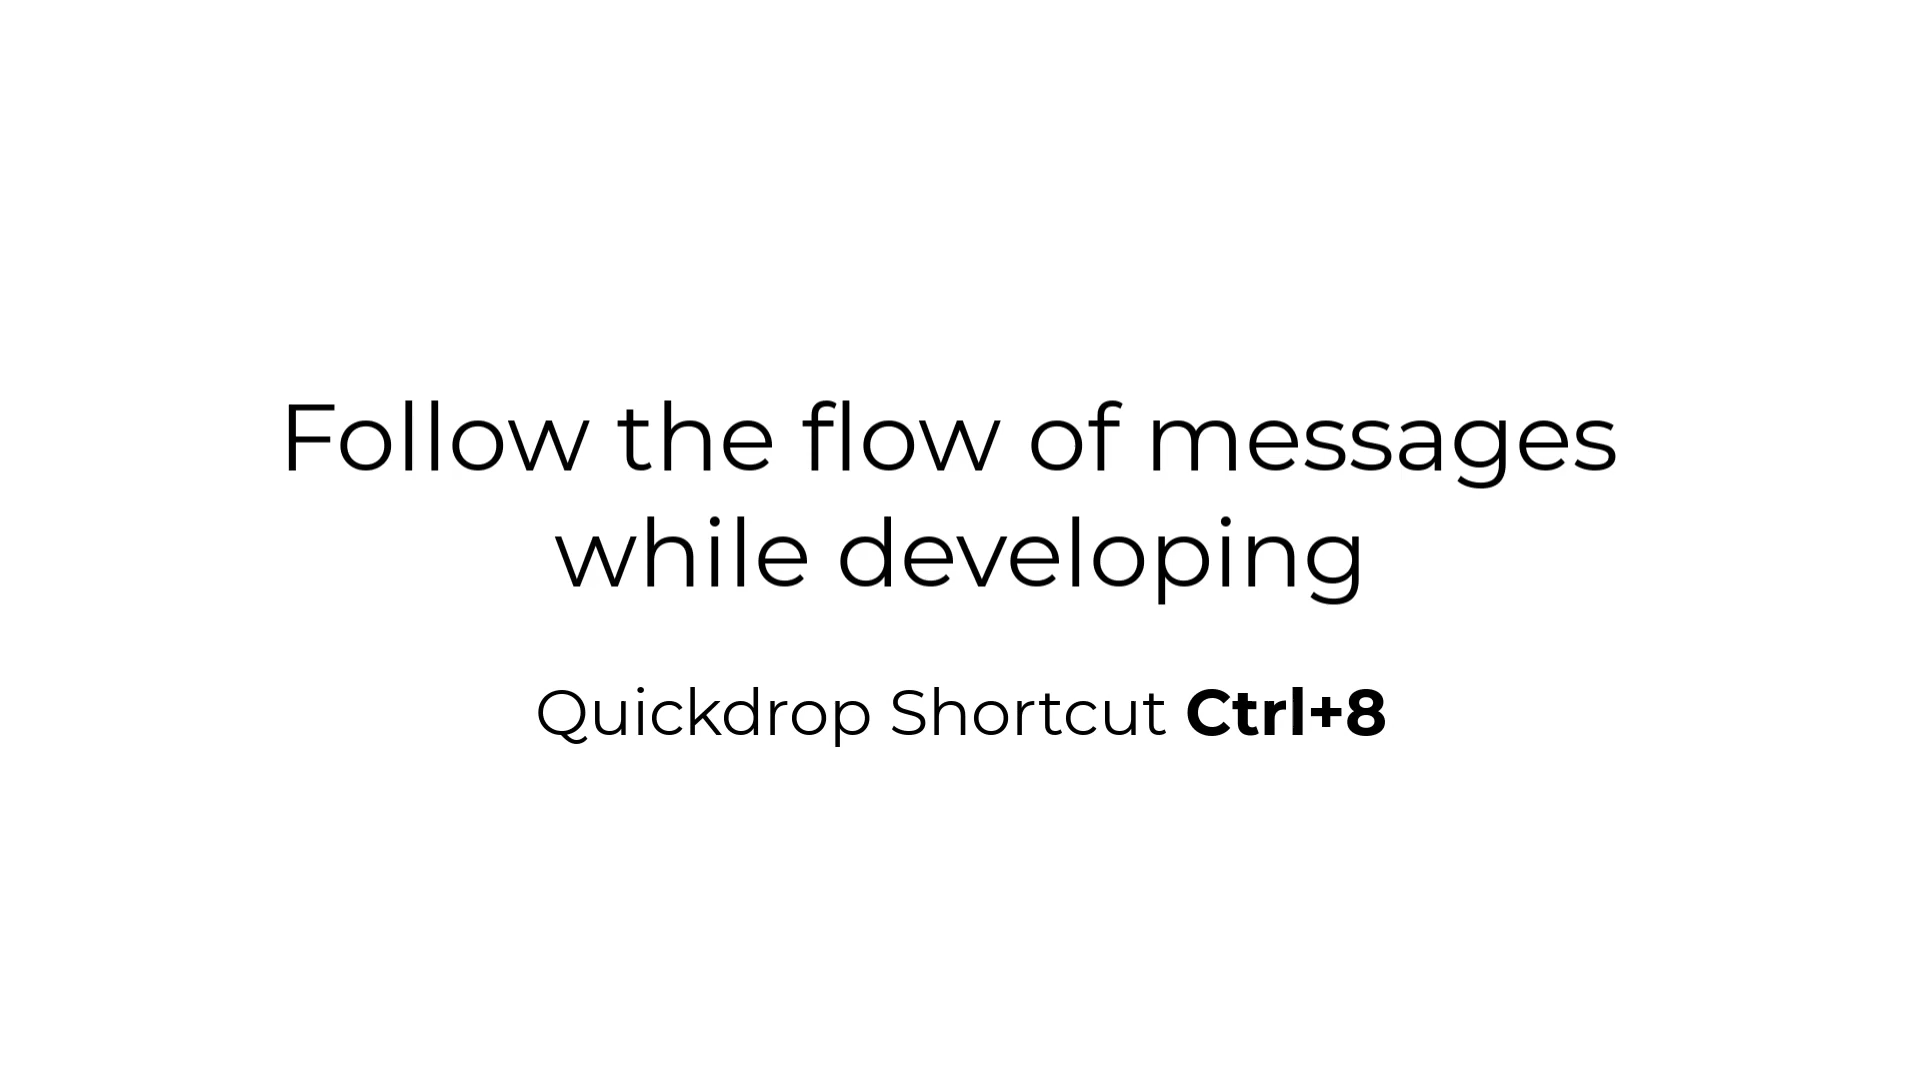 Follow the flow of messages
while developing
Quickdrop Shortcut Ctrl+8